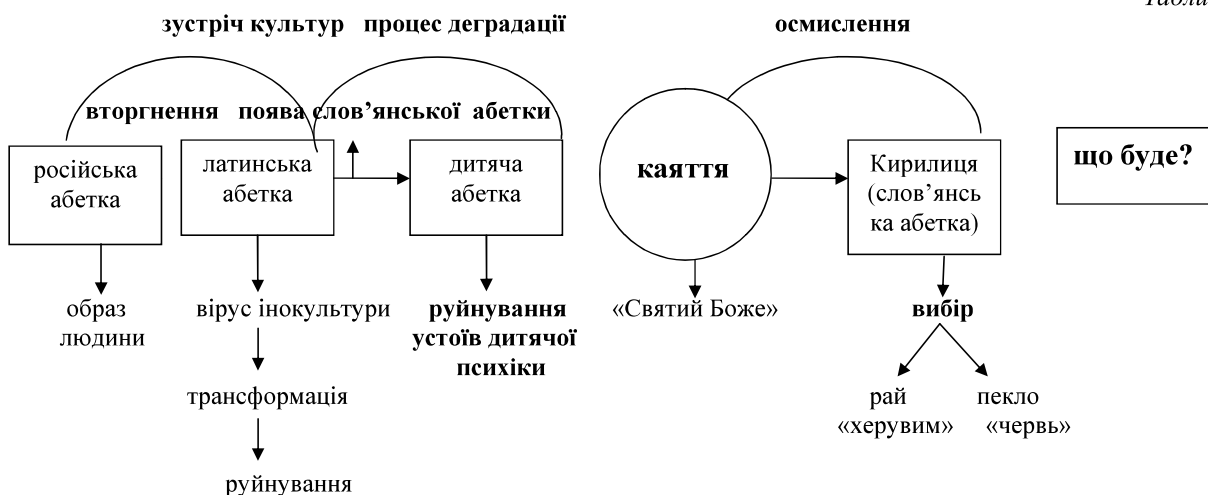 Табли
зустріч культур процес деградації
осмислення
вторгнення поява слов’янської абетки
російська
абетка
латинська
абетка
дитяча
абетка
каяття
Кирилиця
(слов’янсь
ка абетка)
що буде?
образ
людини
вірус інокультури
руйнування
устоїв дитячої
психіки
«Святий Боже»
вибір
трансформація
рай
«херувим»
пекло
«червь»
руйнування